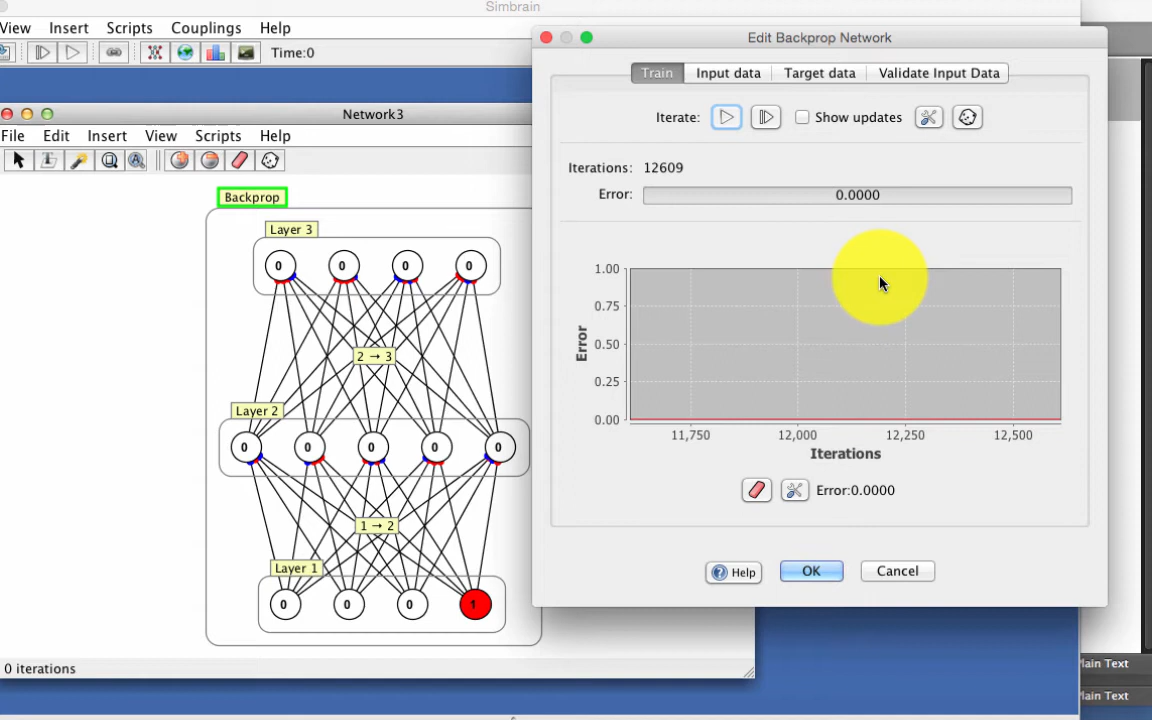 Simbrain
View Insert Scripts Couplings Help
Time:0
Network3
File Edit Insert View Scripts Help
Backprop
Layer 3
0 0 0 0
2 → 3
Layer 2
0 0 0 0 0
1 → 2
Layer 1
0 0 0 1
0 iterations
Edit Backprop Network
Train Input data Target data Validate Input Data
Iterate: Show updates
Iterations: 12609
Error: 0.0000
1.00
0.75
0.50
0.25
0.00
Error
11,750 12,000 12,250 12,500
Iterations
Error:0.0000
Help OK Cancel
lain Text
lain Text